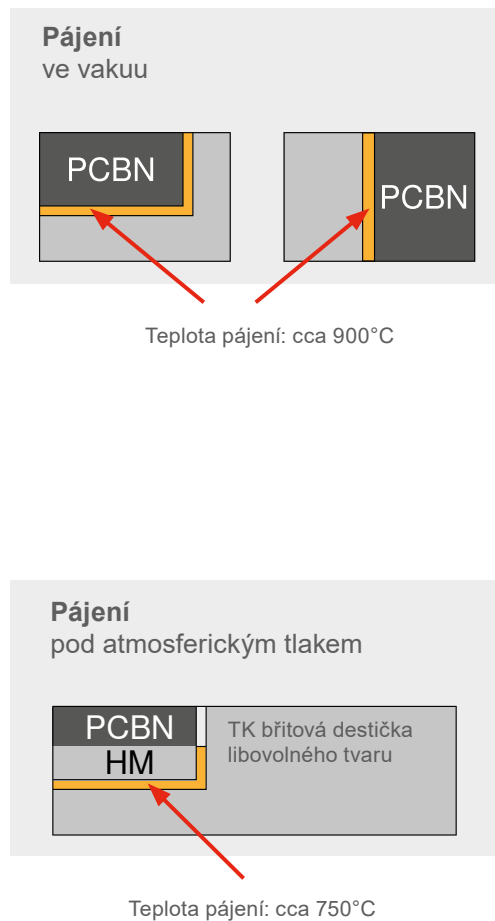 Pájení
ve vakuu
PCBN
PCBN
Teplota pájení: cca 900°C
Pájení
pod atmosferickým tlakem
PCBN
HM
TK břitová destička
libovolného tvaru
Teplota pájení: cca 750°C